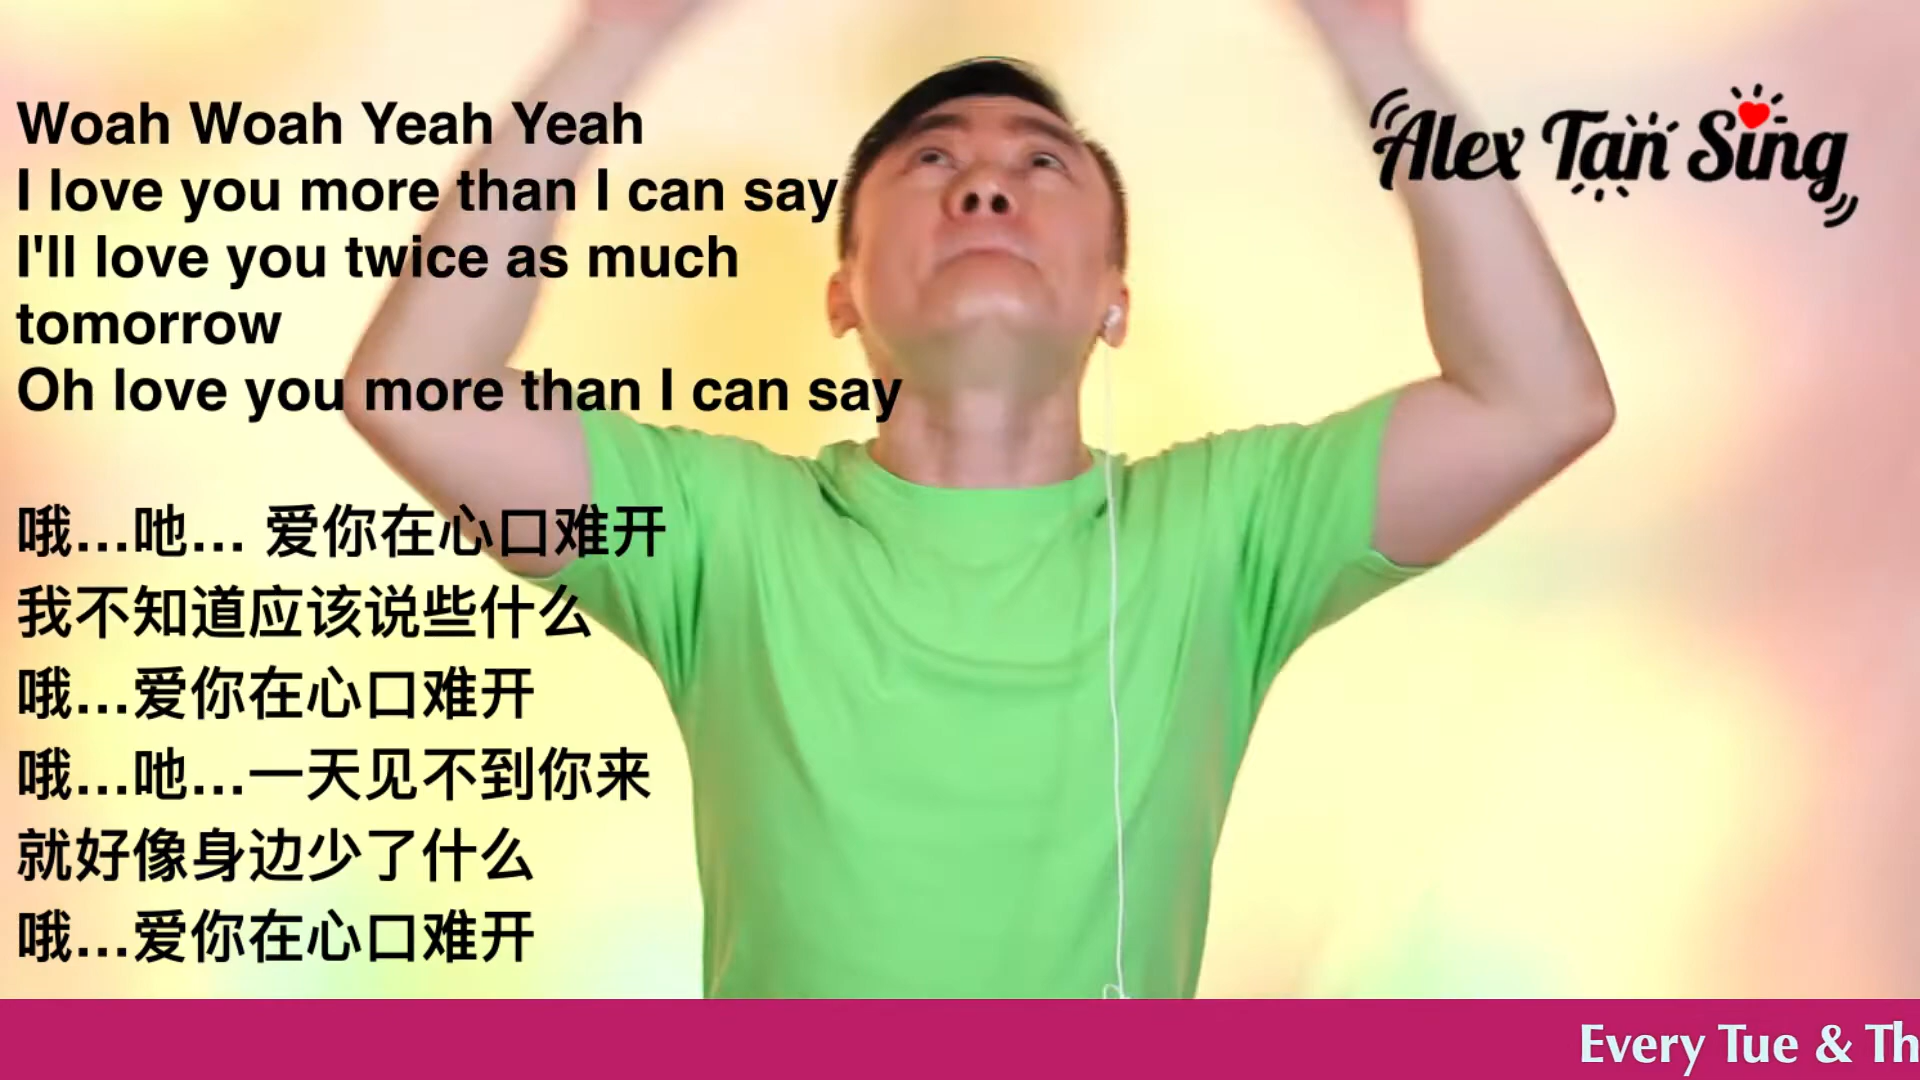 Woah Woah Yeah Yeah
I love you more than I can say
I'll love you twice as much
tomorrow
Oh love you more than I can say
哦…吔… 爱你在心口难开
我不知道应该说些什么
哦…爱你在心口难开
哦…吔…一天见不到你来
就好像身边少了什么
哦…爱你在心口难开
Alex Tan Sing
Every Tue & Th